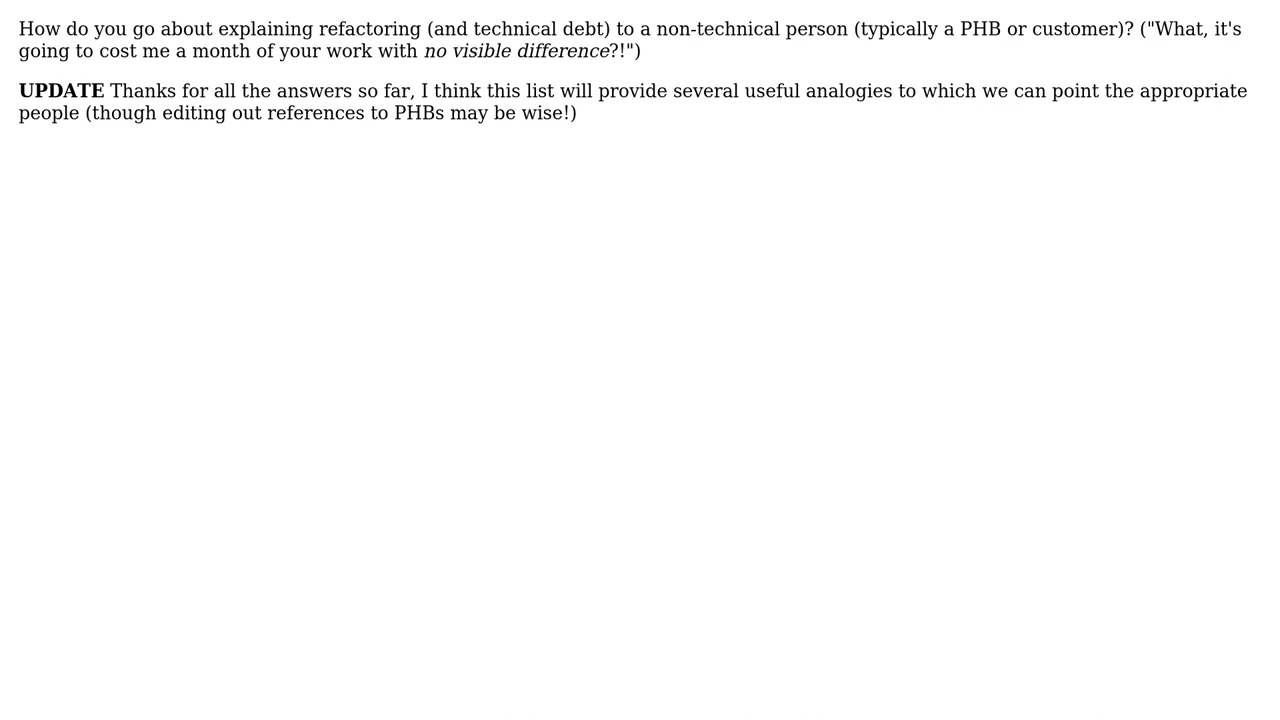 How do you go about explaining refactoring (and technical debt) to a non-technical person (typically a PHB or customer)? ("What, it's
going to cost me a month of your work with no visible difference?!")
UPDATE Thanks for all the answers so far, I think this list will provide several useful analogies to which we can point the appropriate
people (though editing out references to PHBs may be wise!)